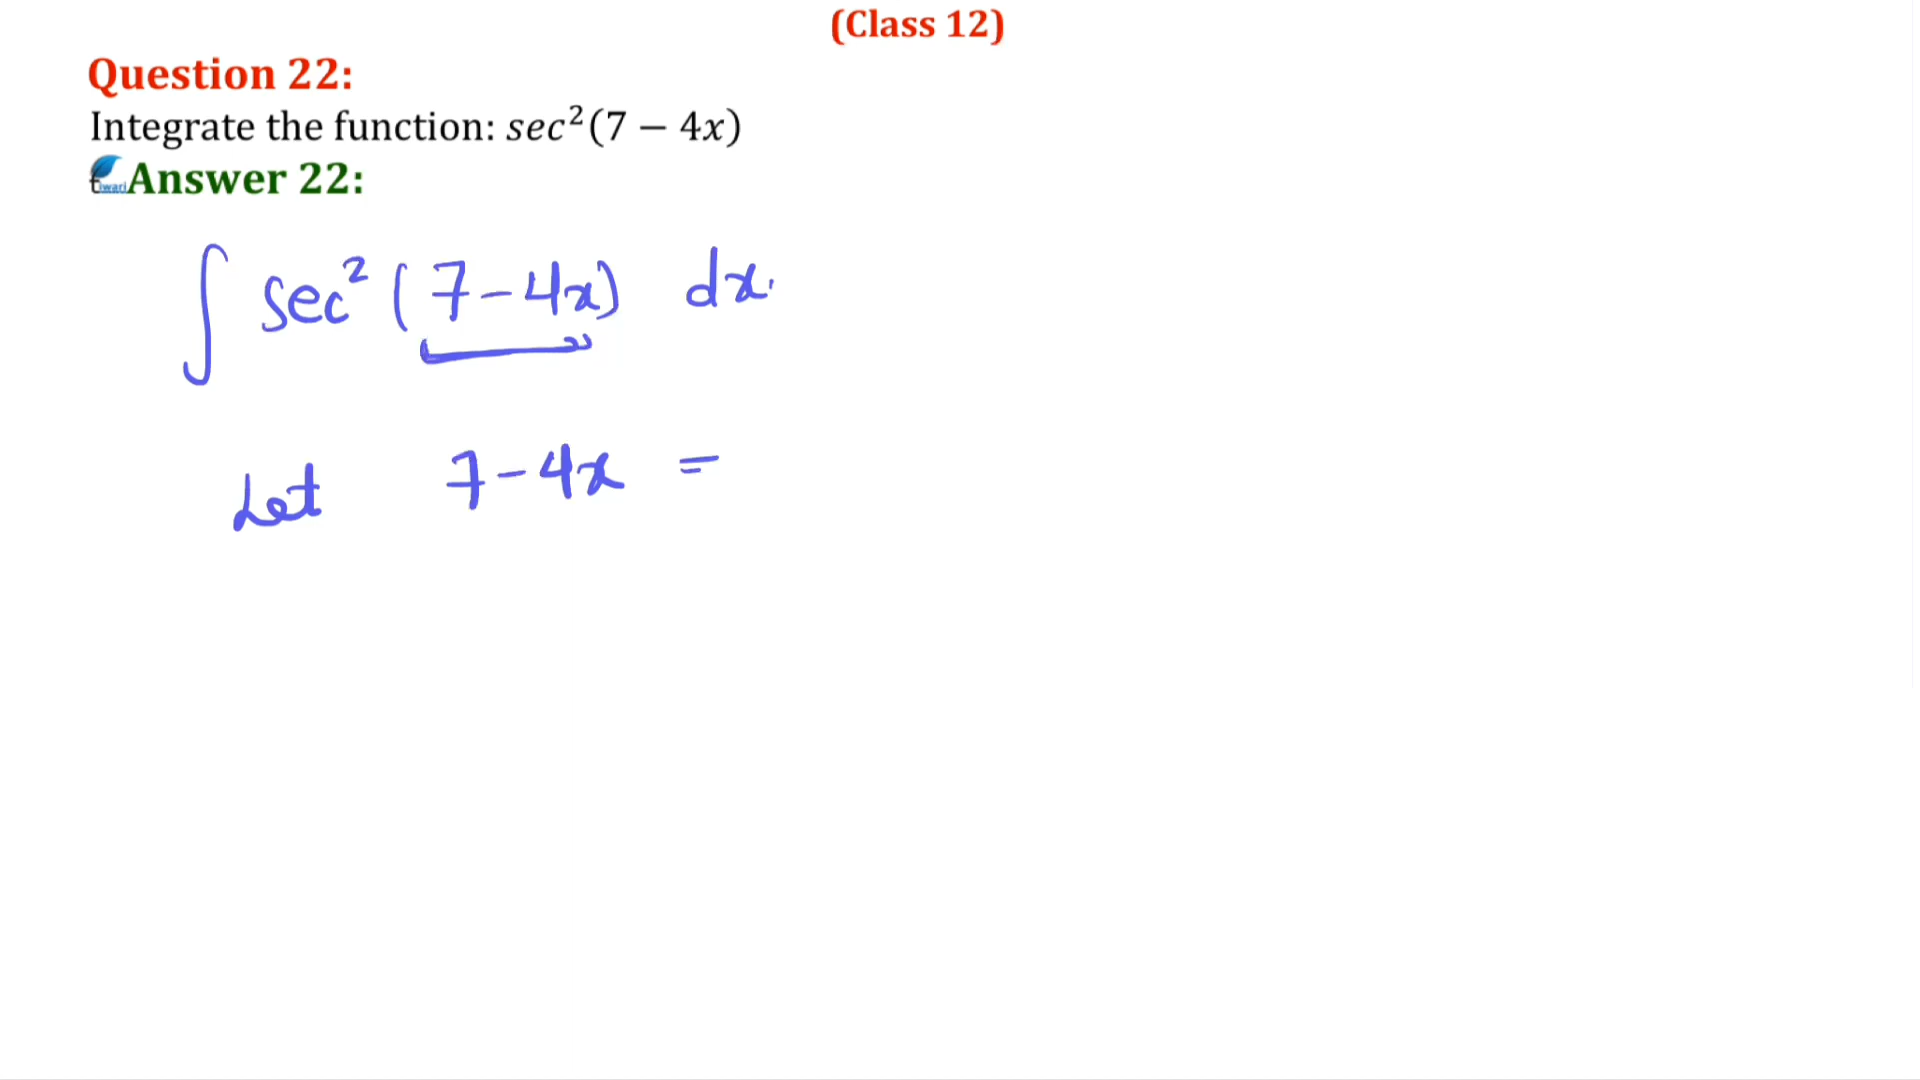 (Class 12)
Question 22:
Integrate the function: sec²(7 − 4x)
tiwari Answer 22:
∫ sec² (7-4x) dx.
Let 7-4x =